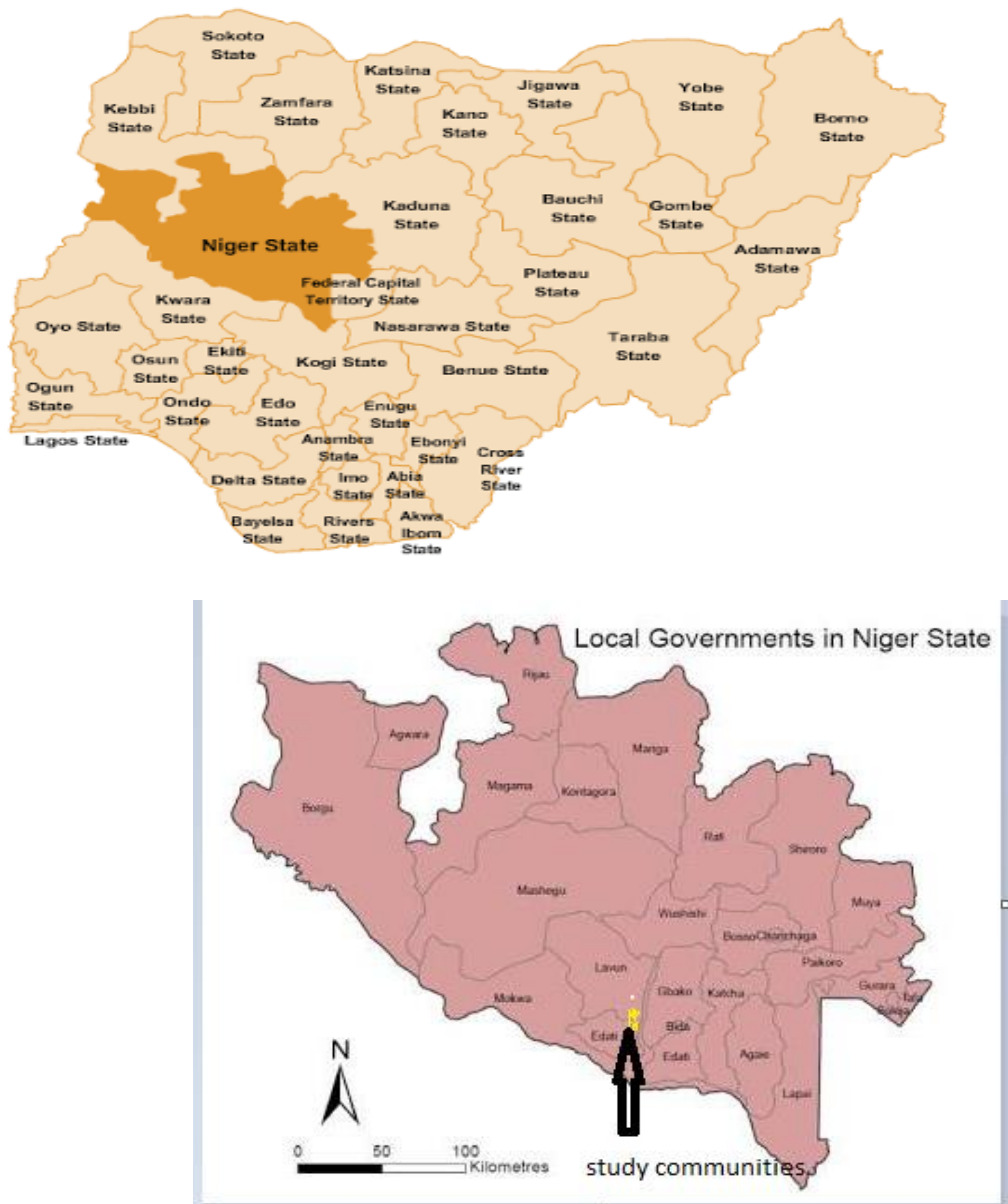 Sokoto
State
Katsina
State
Jigawa
State
Yobe
State
Kebbi
State
Zamfara
State
Kano
State
Borno
State
Kaduna
State
Bauchi
State
Gombe
State
Niger State
Adamawa
State
Federal Capital
Territory State
Plateau
State
Kwara
State
Oyo State
Nasarawa State
Taraba
State
Osun
State
Ekiti
State
Kogi State
Benue State
Ogun
State
Ondo
State
Edo
State
Enugu
State
Lagos State
Anambra
State
Ebonyi
State
Cross
River
State
Delta State
Imo
State
Abia
State
Bayelsa
State
Rivers
State
Akwa
Ibom
State
Local Governments in Niger State
Rijau
Agwara
Manga
Magama
Kontagora
Borgu
Rafi
Shiroro
Mashegu
Muya
Wushishi
Bosso
Chanchaga
Paikoro
Lavun
Gurara
Mokwa
Gbako
Katcha
Tafa
Suleja
Edati
Bida
Edati
Agaie
Lapai
N
0 50 100
Kilometres
study communities.